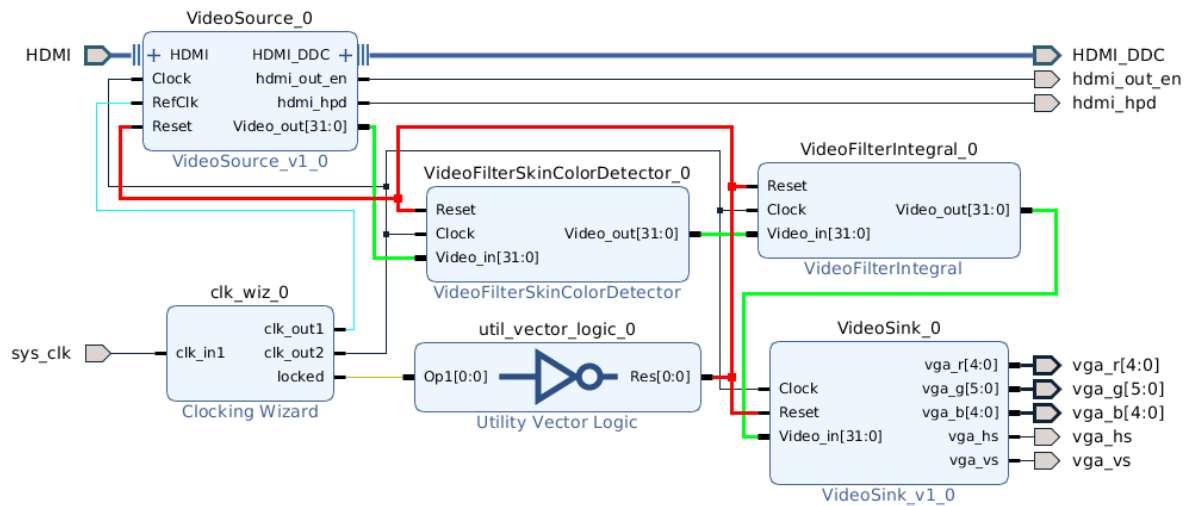 VideoSource_0
HDMI
HDMI
HDMI_DDC
HDMI_DDC
Clock
hdmi_out_en
hdmi_out_en
RefClk
hdmi_hpd
hdmi_hpd
Reset
Video_out[31:0]
VideoSource_v1_0
VideoFilterSkinColorDetector_0
Reset
Clock
Video_out[31:0]
Video_in[31:0]
VideoFilterSkinColorDetector
VideoFilterIntegral_0
Reset
Clock
Video_out[31:0]
Video_in[31:0]
VideoFilterIntegral
clk_wiz_0
clk_out1
sys_clk
clk_in1
clk_out2
locked
Clocking Wizard
util_vector_logic_0
Op1[0:0]
Res[0:0]
Utility Vector Logic
VideoSink_0
vga_r[4:0]
vga_r[4:0]
Clock
vga_g[5:0]
vga_g[5:0]
Reset
vga_b[4:0]
vga_b[4:0]
Video_in[31:0]
vga_hs
vga_hs
vga_vs
vga_vs
VideoSink_v1_0